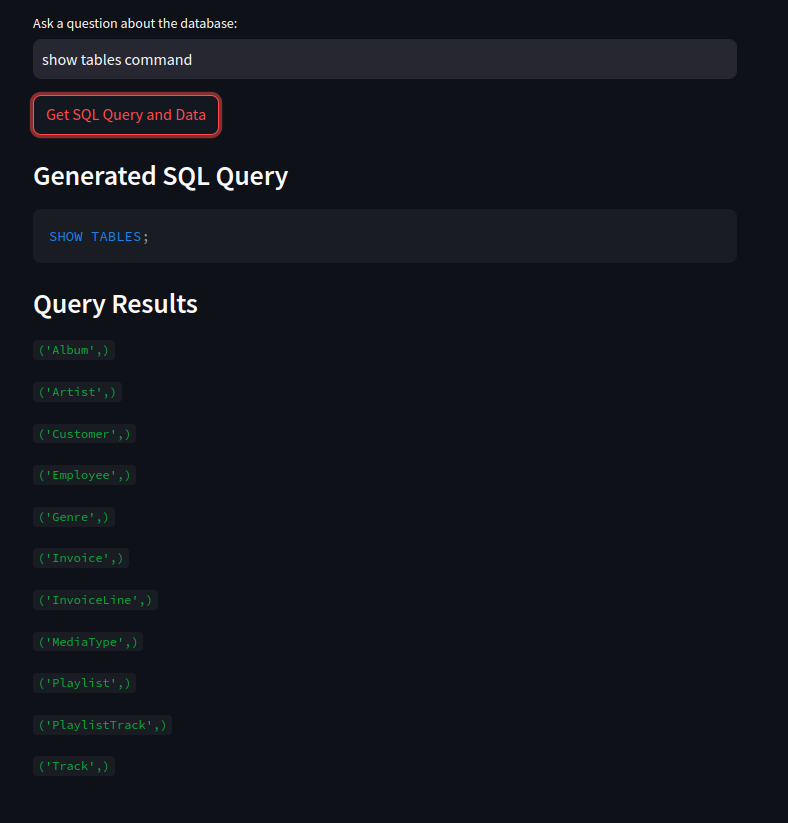 Ask a question about the database:
show tables command
Get SQL Query and Data
Generated SQL Query
SHOW TABLES;
Query Results
('Album',)
('Artist',)
('Customer',)
('Employee',)
('Genre',)
('Invoice',)
('InvoiceLine',)
('MediaType',)
('Playlist',)
('PlaylistTrack',)
('Track',)